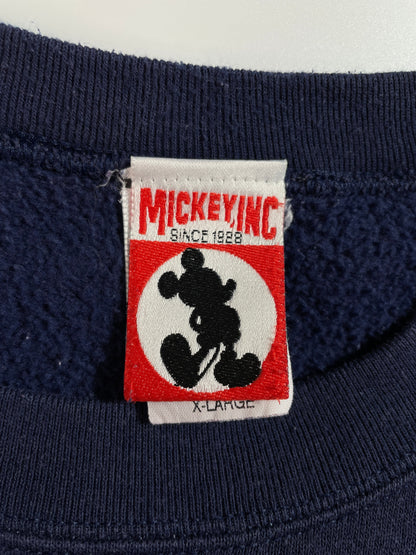 MICKEY, INC
SINCE 1928
X-LARGE